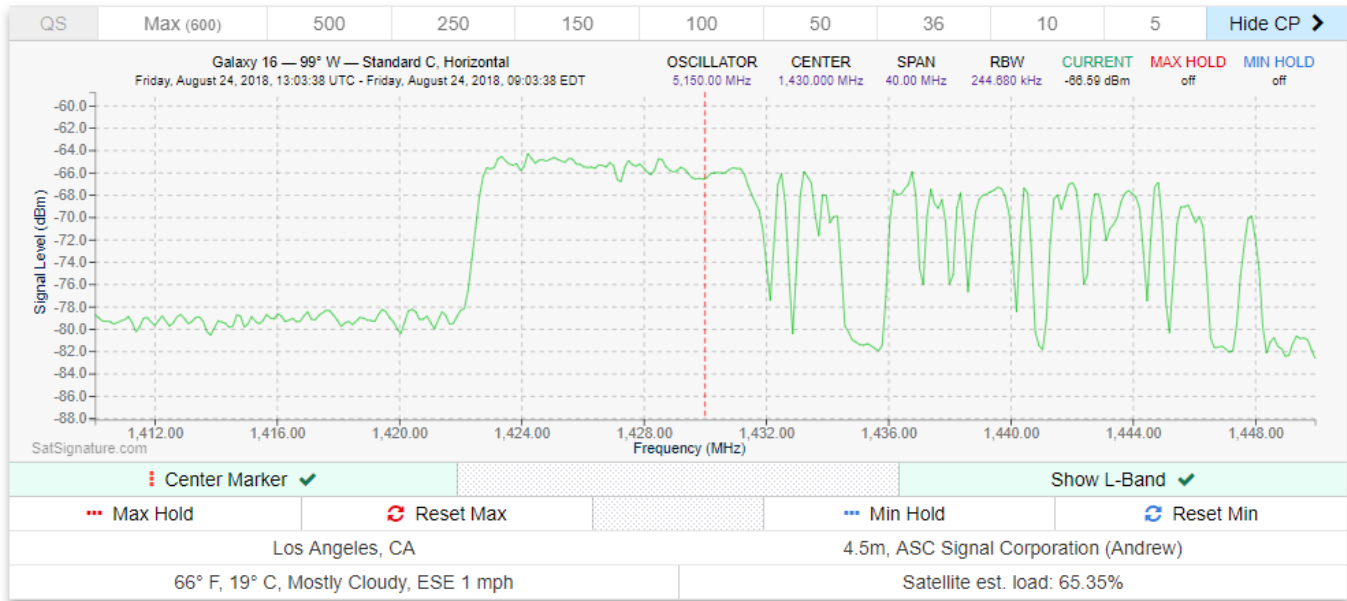 QS Max (600) 500 250 150 100 50 36 10 5 Hide CP
Galaxy 16 — 99° W — Standard C, Horizontal OSCILLATOR CENTER SPAN RBW CURRENT MAX HOLD MIN HOLD
Friday, August 24, 2018, 13:03:38 UTC - Friday, August 24, 2018, 09:03:38 EDT 5,150.00 MHz 1,430.000 MHz 40.00 MHz 244.680 kHz -66.59 dBm off off
-60.0
-62.0
-64.0
-66.0
-68.0
-70.0
-72.0
-74.0
-76.0
-78.0
-80.0
-82.0
-84.0
-86.0
-88.0
Signal Level (dBm)
1,412.00 1,416.00 1,420.00 1,424.00 1,428.00 1,432.00 1,436.00 1,440.00 1,444.00 1,448.00
SatSignature.com Frequency (MHz)
Center Marker Show L-Band
Max Hold Reset Max Min Hold Reset Min
Los Angeles, CA 4.5m, ASC Signal Corporation (Andrew)
66° F, 19° C, Mostly Cloudy, ESE 1 mph Satellite est. load: 65.35%